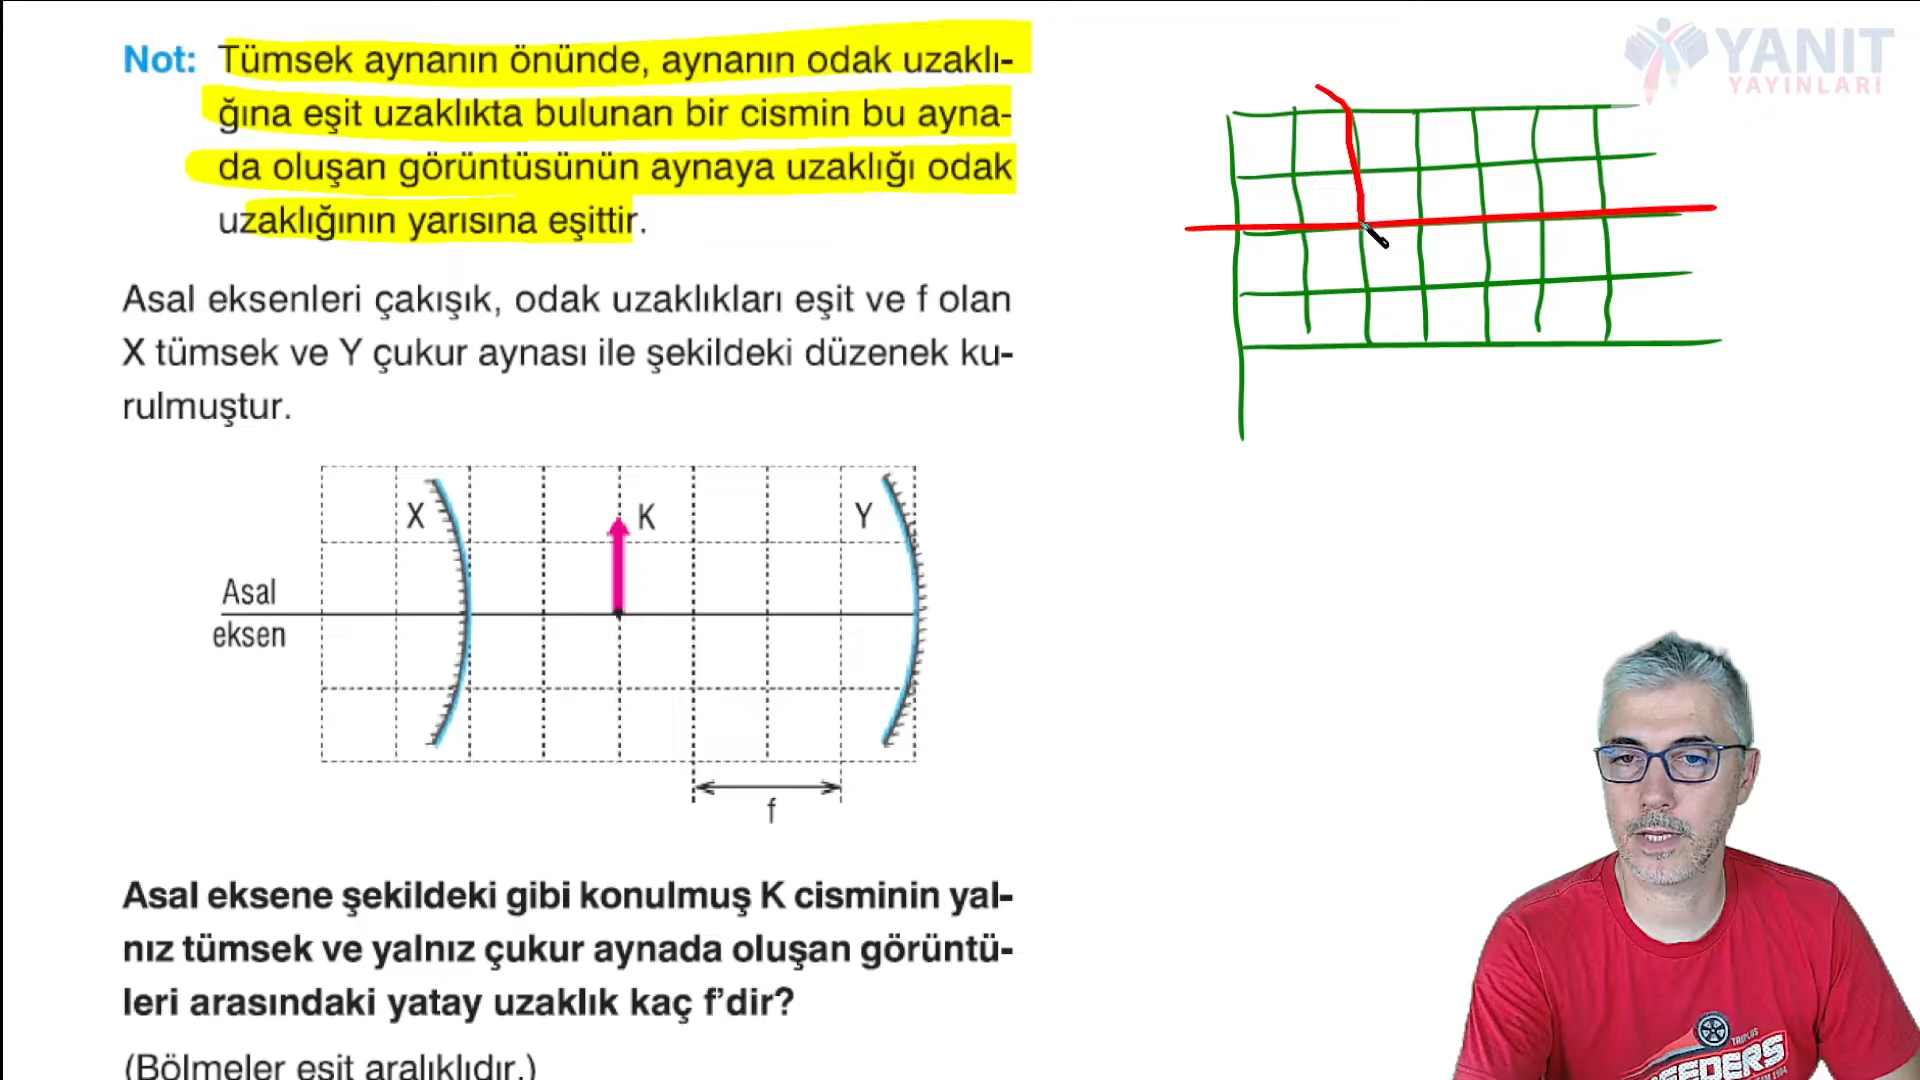 Not: Tümsek aynanın önünde, aynanın odak uzaklı-
ğına eşit uzaklıkta bulunan bir cismin bu ayna-
da oluşan görüntüsünün aynaya uzaklığı odak
uzaklığının yarısına eşittir.
Asal eksenleri çakışık, odak uzaklıkları eşit ve f olan
X tümsek ve Y çukur aynası ile şekildeki düzenek ku-
rulmuştur.
X K Y
Asal
eksen
f
Asal eksene şekildeki gibi konulmuş K cisminin yal-
nız tümsek ve yalnız çukur aynada oluşan görüntü-
leri arasındaki yatay uzaklık kaç f'dir?
(Bölmeler eşit aralıklıdır.)
YANIT
YAYINLARI
TRIPLUS